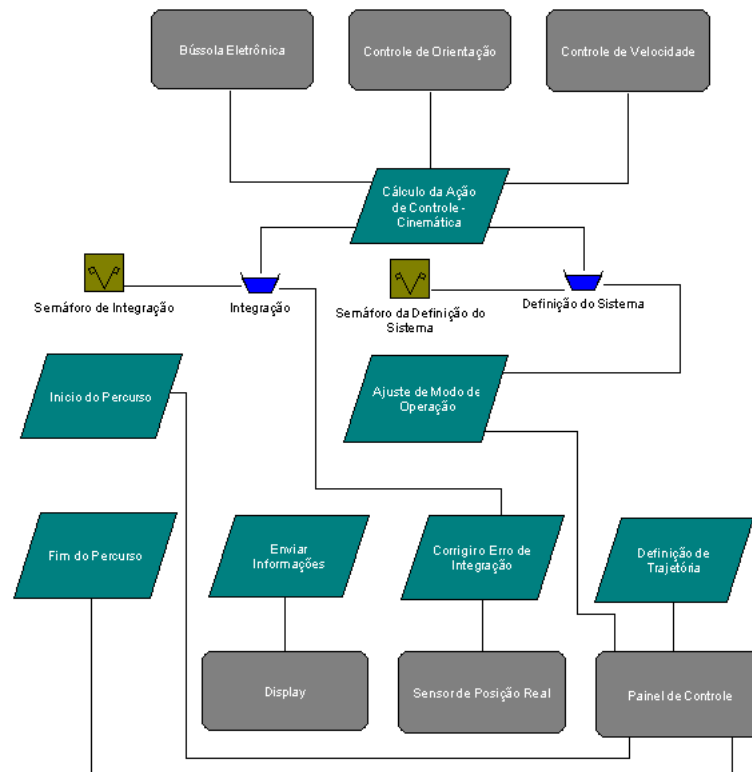 Bússola Eletrônica
Controle de Orientação
Controle de Velocidade
Cálculo da Ação
de Controle -
Cinemática
Semáforo de Integração
Integração
Semáforo da Definição do
Sistema
Definição do Sistema
Inicio do Percurso
Ajuste de Modo de
Operação
Fim do Percurso
Enviar
Informações
Corrigir o Erro de
Integração
Definição de
Trajetória
Display
Sensor de Posição Real
Painel de Controle